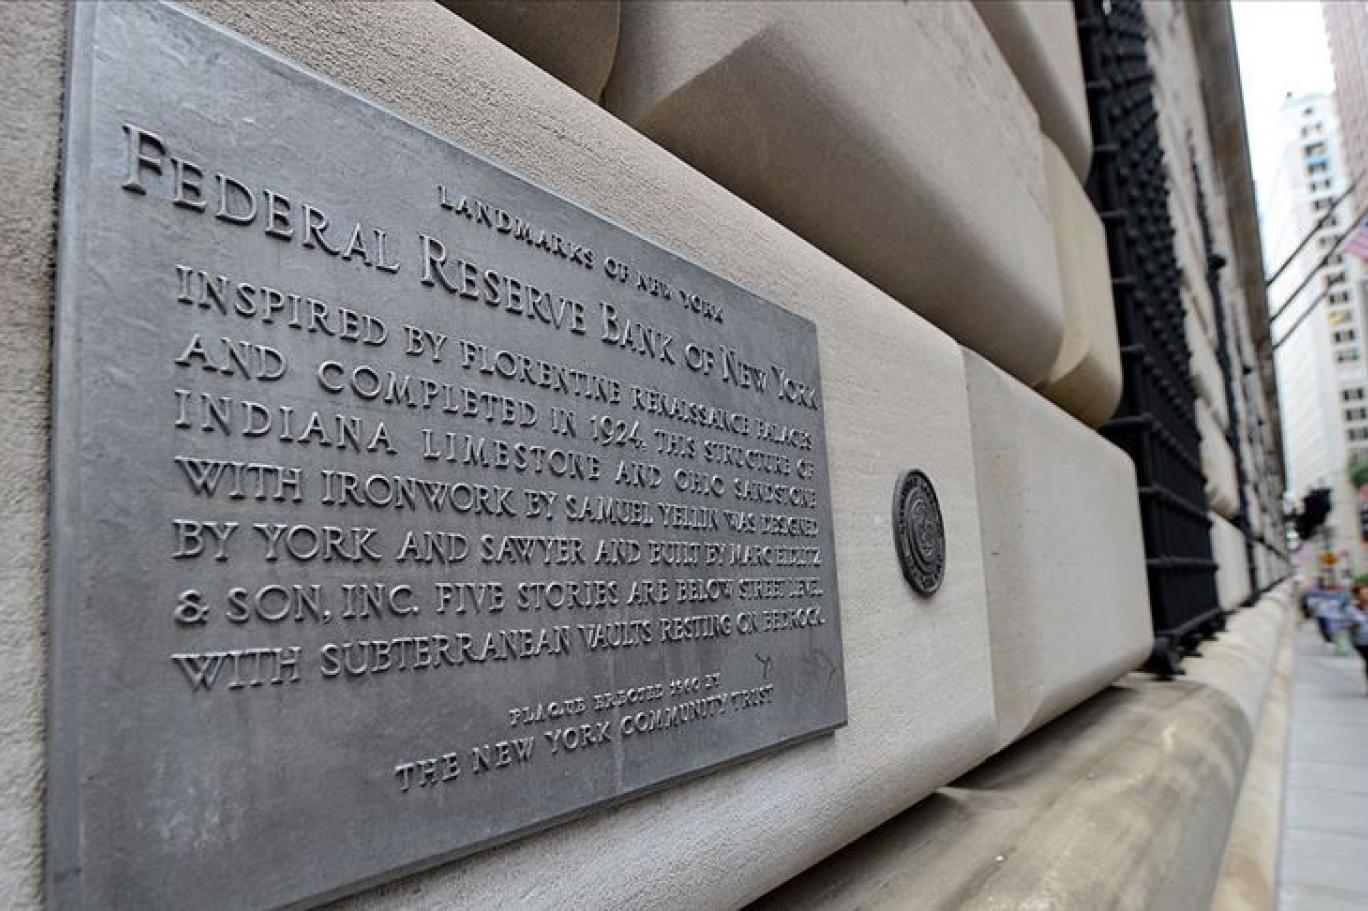 LANDMARKS OF NEW YORK
FEDERAL RESERVE BANK OF NEW YORK
INSPIRED BY FLORENTINE RENAISSANCE PALACES
AND COMPLETED IN 1924, THIS STRUCTURE OF
INDIANA LIMESTONE AND OHIO SANDSTONE
WITH IRONWORK BY SAMUEL YELLIN WAS DESIGNED
BY YORK AND SAWYER AND BUILT BY MARC EIDLITZ
& SON, INC. FIVE STORIES ARE BELOW STREET LEVEL
WITH SUBTERRANEAN VAULTS RESTING ON BEDROCK.
PLAQUE ERECTED 1960 BY
THE NEW YORK COMMUNITY TRUST